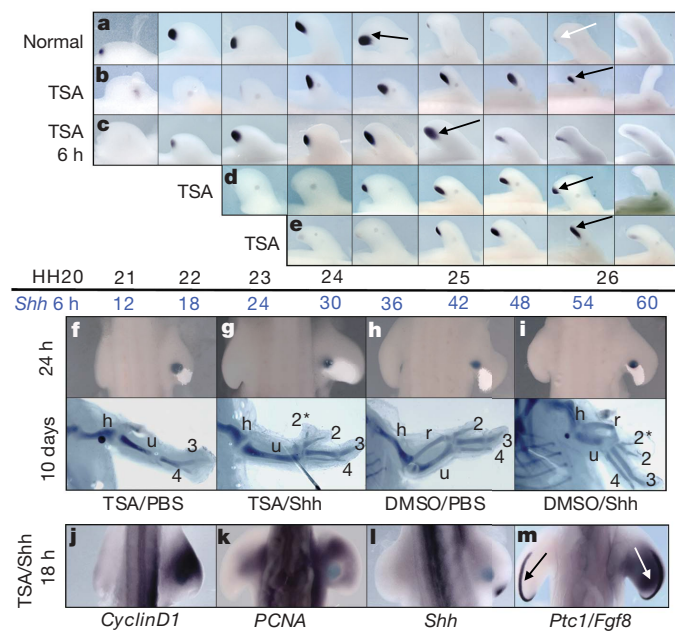 Normal a
TSA b
TSA 6 h c
TSA d
TSA e
HH20 21 22 23 24 25 26
Shh 6 h 12 18 24 30 36 42 48 54 60
24 h f g h i
10 days h u 3 4 h u 2* 2 3 4 h r u 2 3 4 h r u 2* 2 3 4
TSA/PBS TSA/Shh DMSO/PBS DMSO/Shh
TSA/Shh 18 h j k l m
CyclinD1 PCNA Shh Ptc1/Fgf8